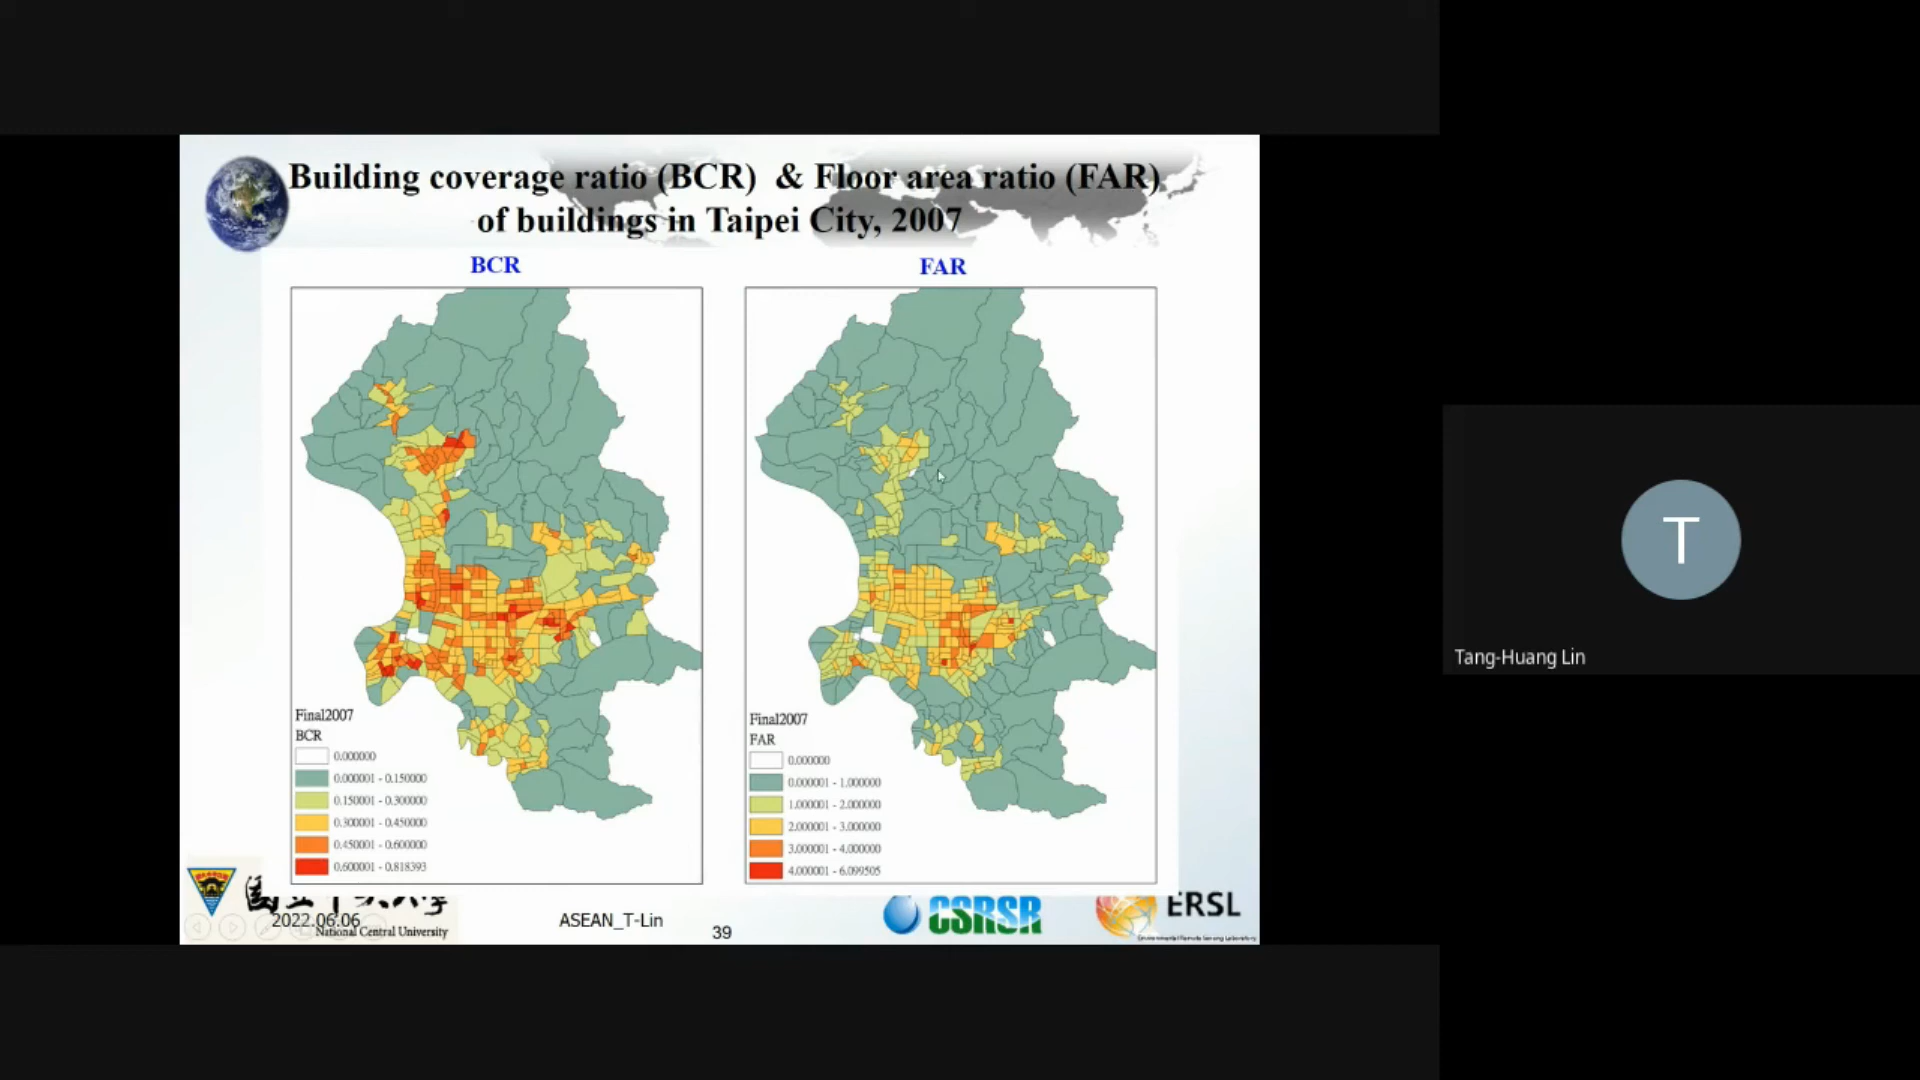 Building coverage ratio (BCR) & Floor area ratio (FAR)
of buildings in Taipei City, 2007
BCR
FAR
Final2007
BCR
0.000000
0.000001 - 0.150000
0.150001 - 0.300000
0.300001 - 0.450000
0.450001 - 0.600000
0.600001 - 0.818393
Final2007
FAR
0.000000
0.000001 - 1.000000
1.000001 - 2.000000
2.000001 - 3.000000
3.000001 - 4.000000
4.000001 - 6.099505
2022.06.06
National Central University
ASEAN_T-Lin
39
CSRSR
ERSL
Environmental Remote Sensing Laboratory
T
Tang-Huang Lin